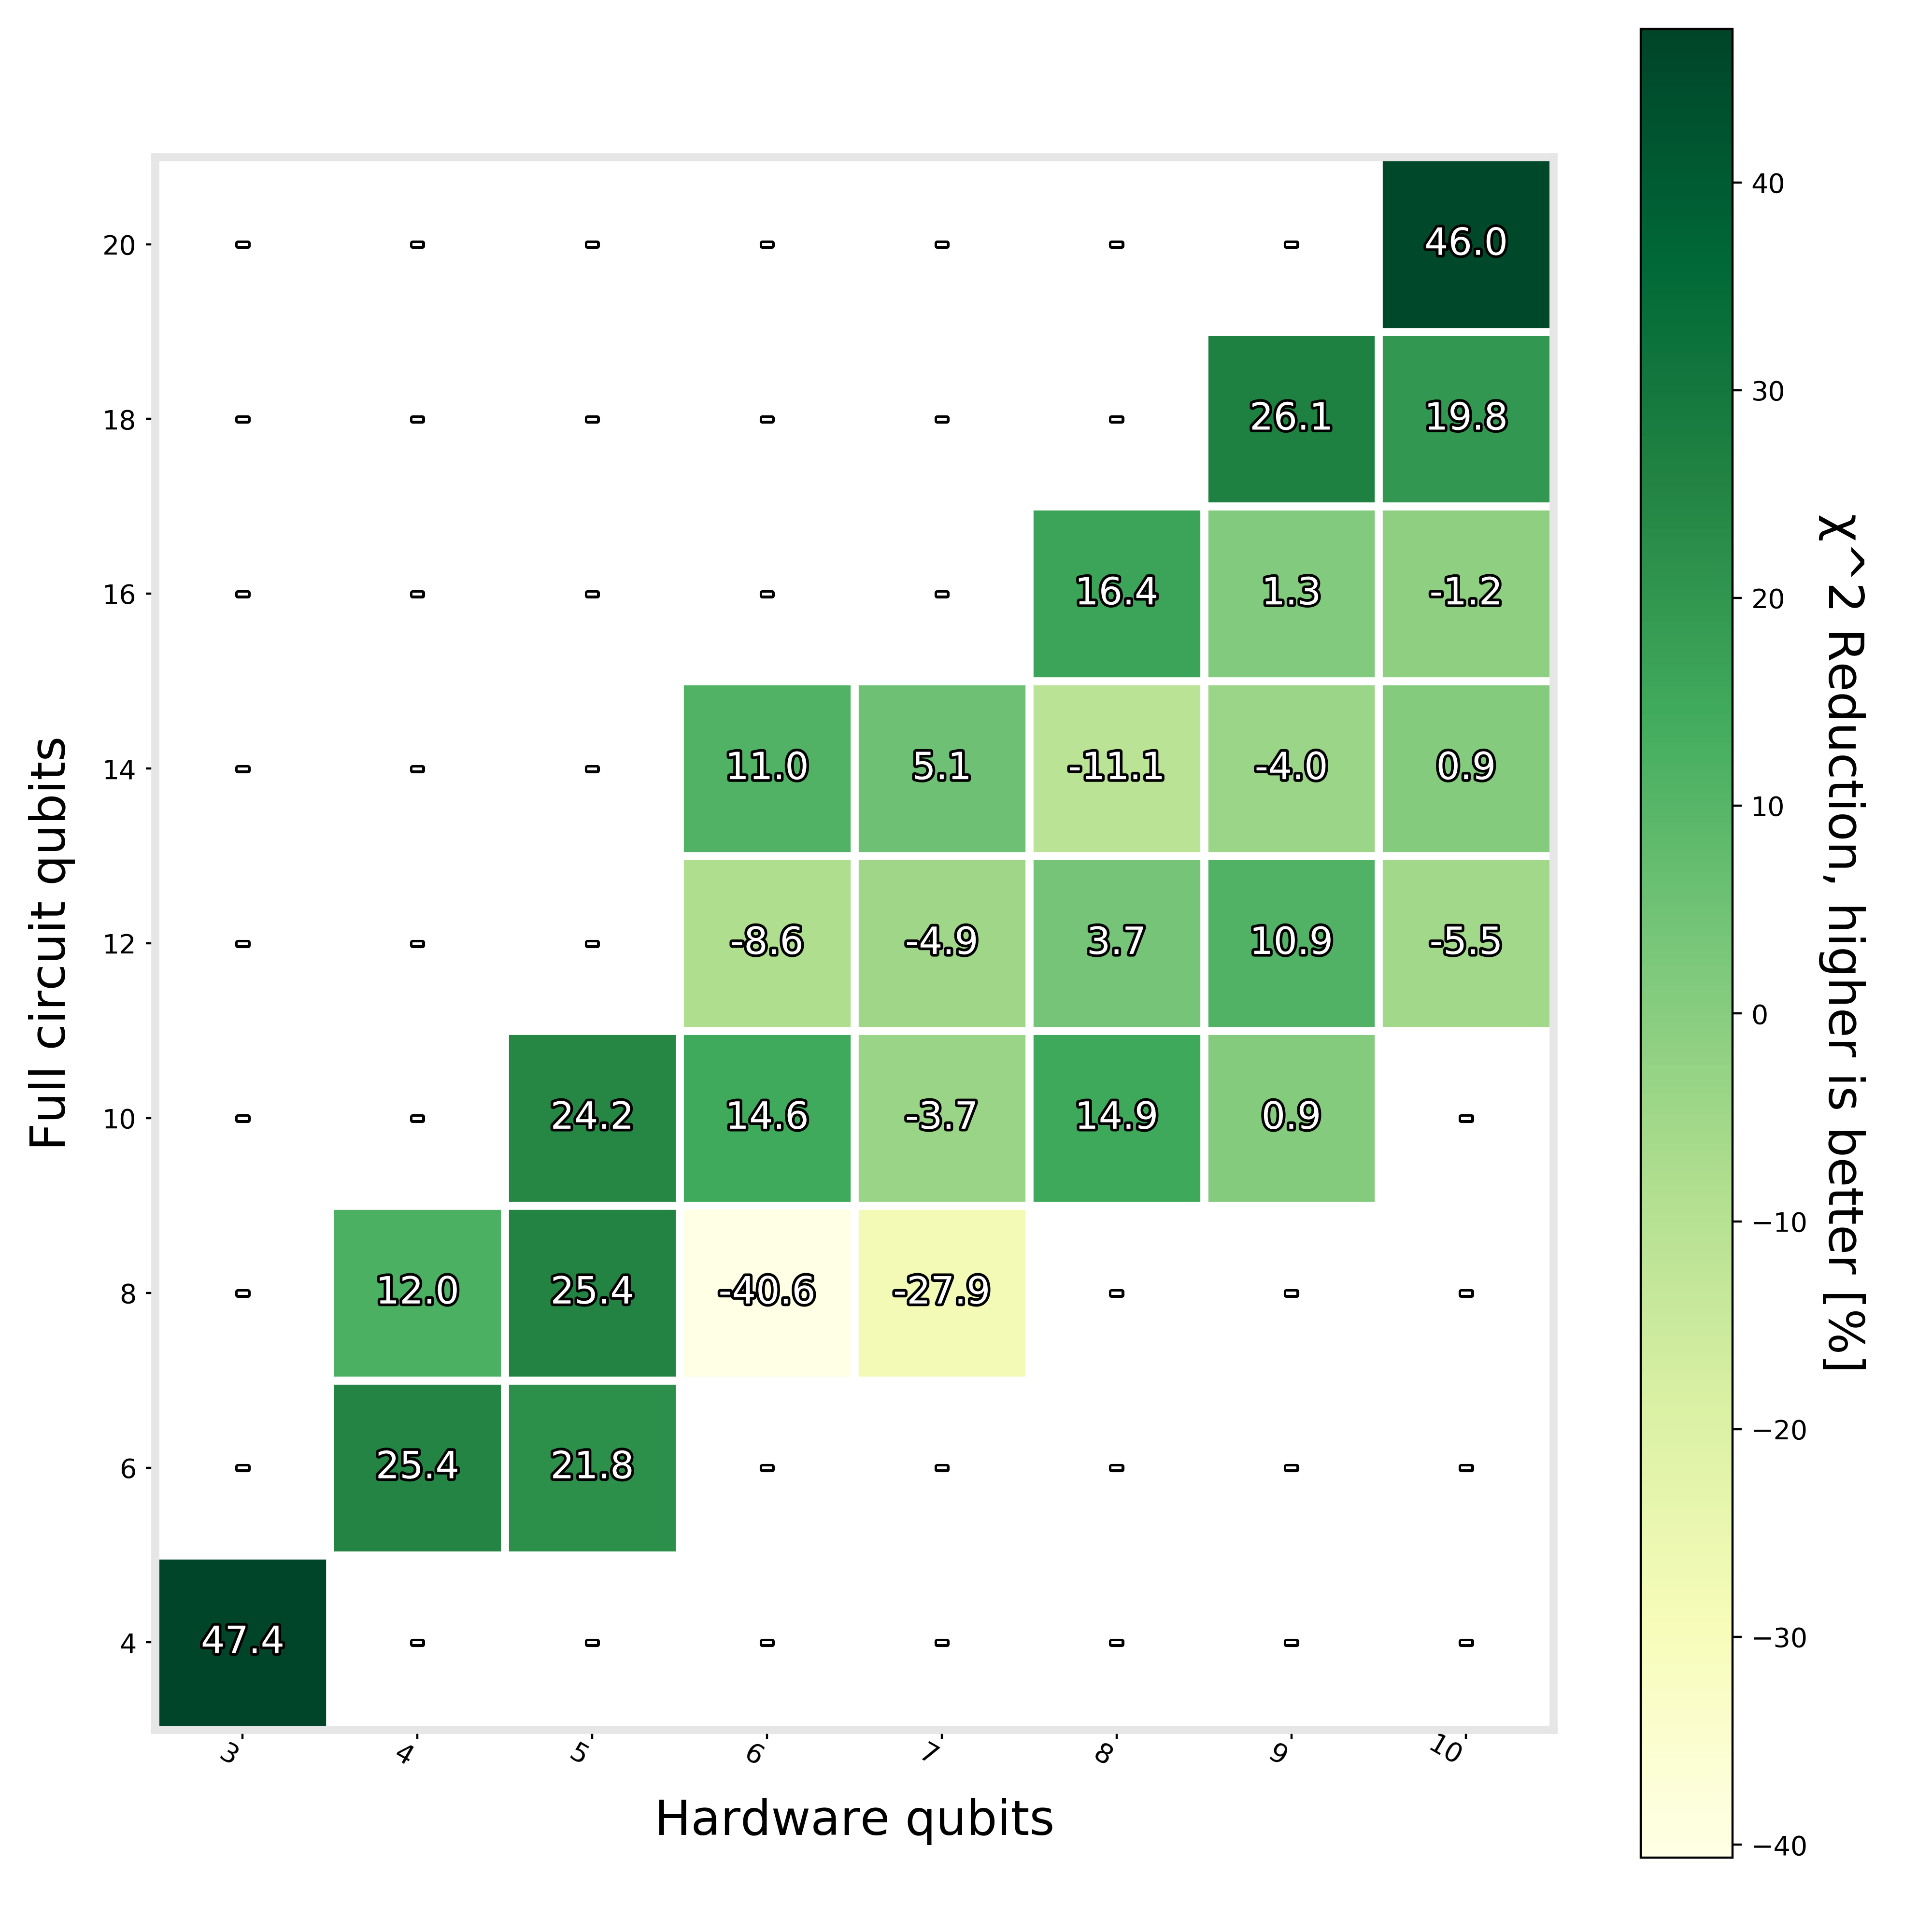 20 - - - - - - - 46.0
18 - - - - - - 26.1 19.8
16 - - - - - 16.4 1.3 -1.2
14 - - - 11.0 5.1 -11.1 -4.0 0.9
12 - - - -8.6 -4.9 3.7 10.9 -5.5
10 - - 24.2 14.6 -3.7 14.9 0.9 -
8 - 12.0 25.4 -40.6 -27.9 - - -
6 - 25.4 21.8 - - - - -
4 47.4 - - - - - - -
3 4 5 6 7 8 9 10
Hardware qubits
Full circuit qubits
40
30
20
10
0
−10
−20
−30
−40
χ^2 Reduction, higher is better [%]